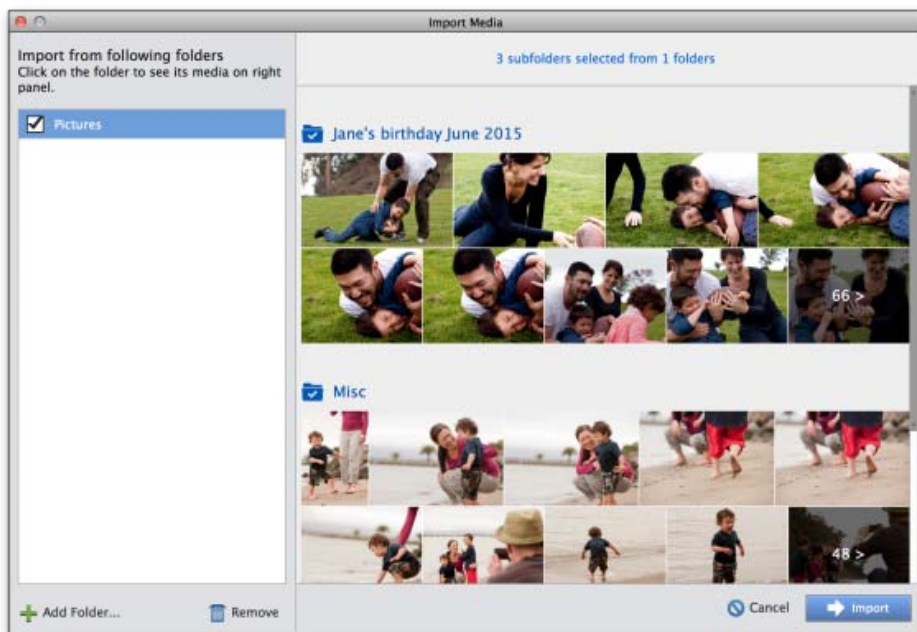 Import Media
Import from following folders
Click on the folder to see its media on right
panel.
Pictures
Add Folder...
Remove
3 subfolders selected from 1 folders
Jane's birthday June 2015
66 >
Misc
48 >
Cancel
Import